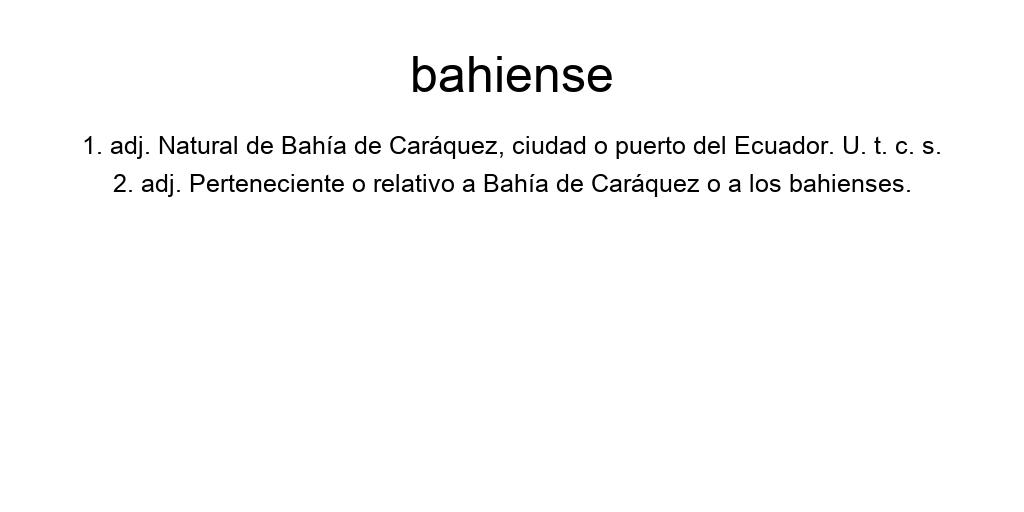 bahiense
1. adj. Natural de Bahía de Caráquez, ciudad o puerto del Ecuador. U. t. c. s.
2. adj. Perteneciente o relativo a Bahía de Caráquez o a los bahienses.